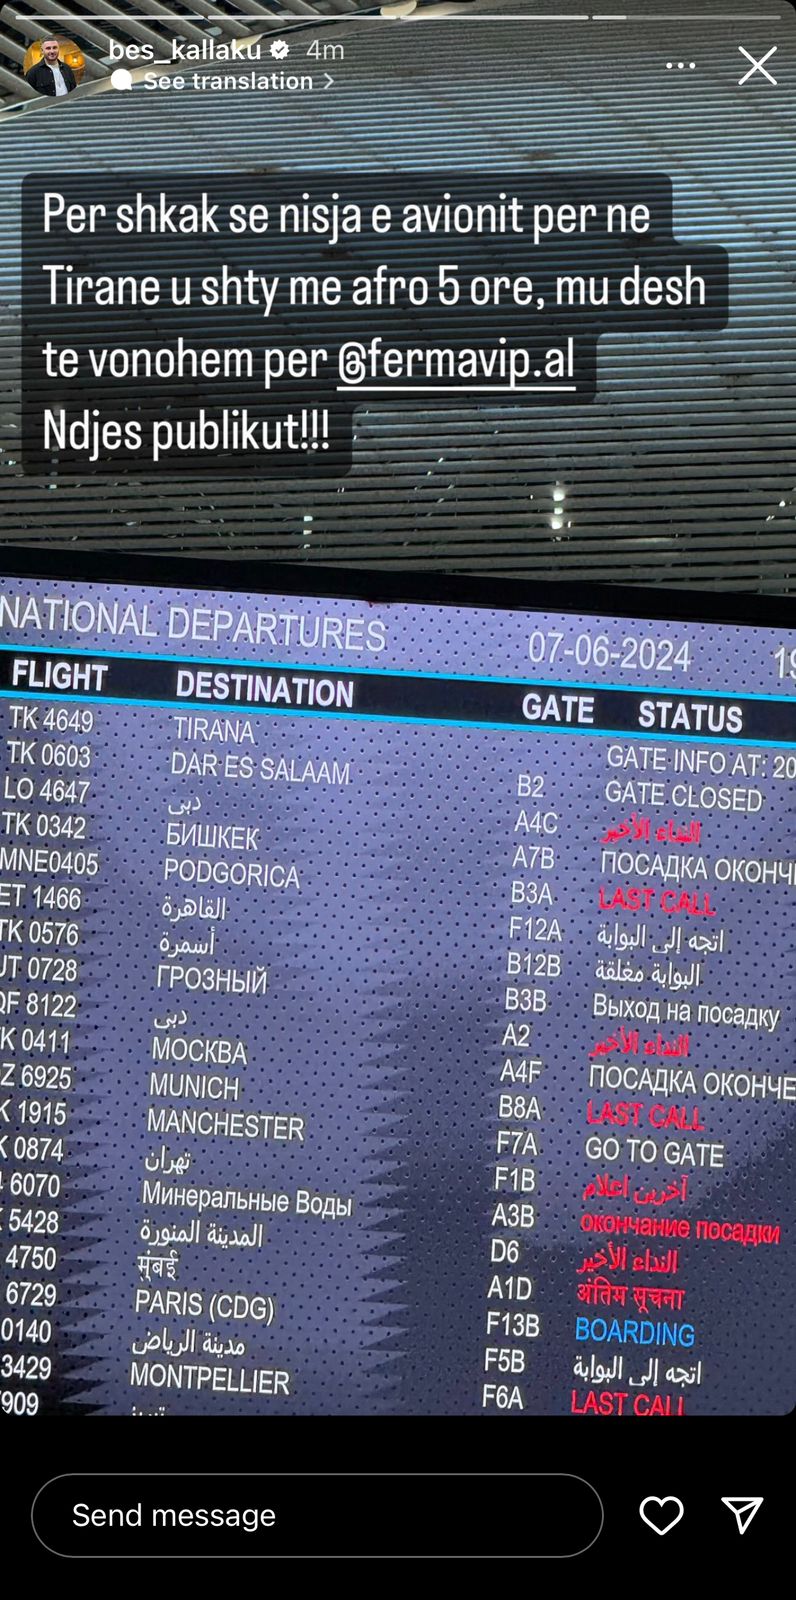 bes_kallaku 4m
See translation >
Per shkak se nisja e avionit per ne
Tirane u shty me afro 5 ore, mu desh
te vonohem per @fermavip.al
Ndjes publikut!!!
NATIONAL DEPARTURES 07-06-2024
FLIGHT DESTINATION GATE STATUS
TK 4649 TIRANA GATE INFO AT: 20
TK 0603 DAR ES SALAAM B2 GATE CLOSED
LO 4647 دبى A4C النداء الأخير
TK 0342 БИШКЕК A7B ПОСАДКА ОКОНЧ
MNE0405 PODGORICA B3A LAST CALL
ET 1466 القاهرة F12A اتجه إلى البوابة
TK 0576 أسمرة B12B البوابة مغلقة
UT 0728 ГРОЗНЫЙ B3B Выход на посадку
QF 8122 دبى A2 النداء الأخير
K 0411 МОСКВА A4F ПОСАДКА ОКОНЧЕ
Z 6925 MUNICH B8A LAST CALL
K 1915 MANCHESTER F7A GO TO GATE
K 0874 تهران F1B آخرین اعلام
6070 Минеральные Воды A3B окончание посадки
5428 المدينة المنورة D6 النداء الأخير
4750 मुंबई A1D अंतिम सूचना
6729 PARIS (CDG) F13B BOARDING
0140 مدينة الرياض F5B اتجه إلى البوابة
3429 MONTPELLIER F6A LAST CALL
909
Send message